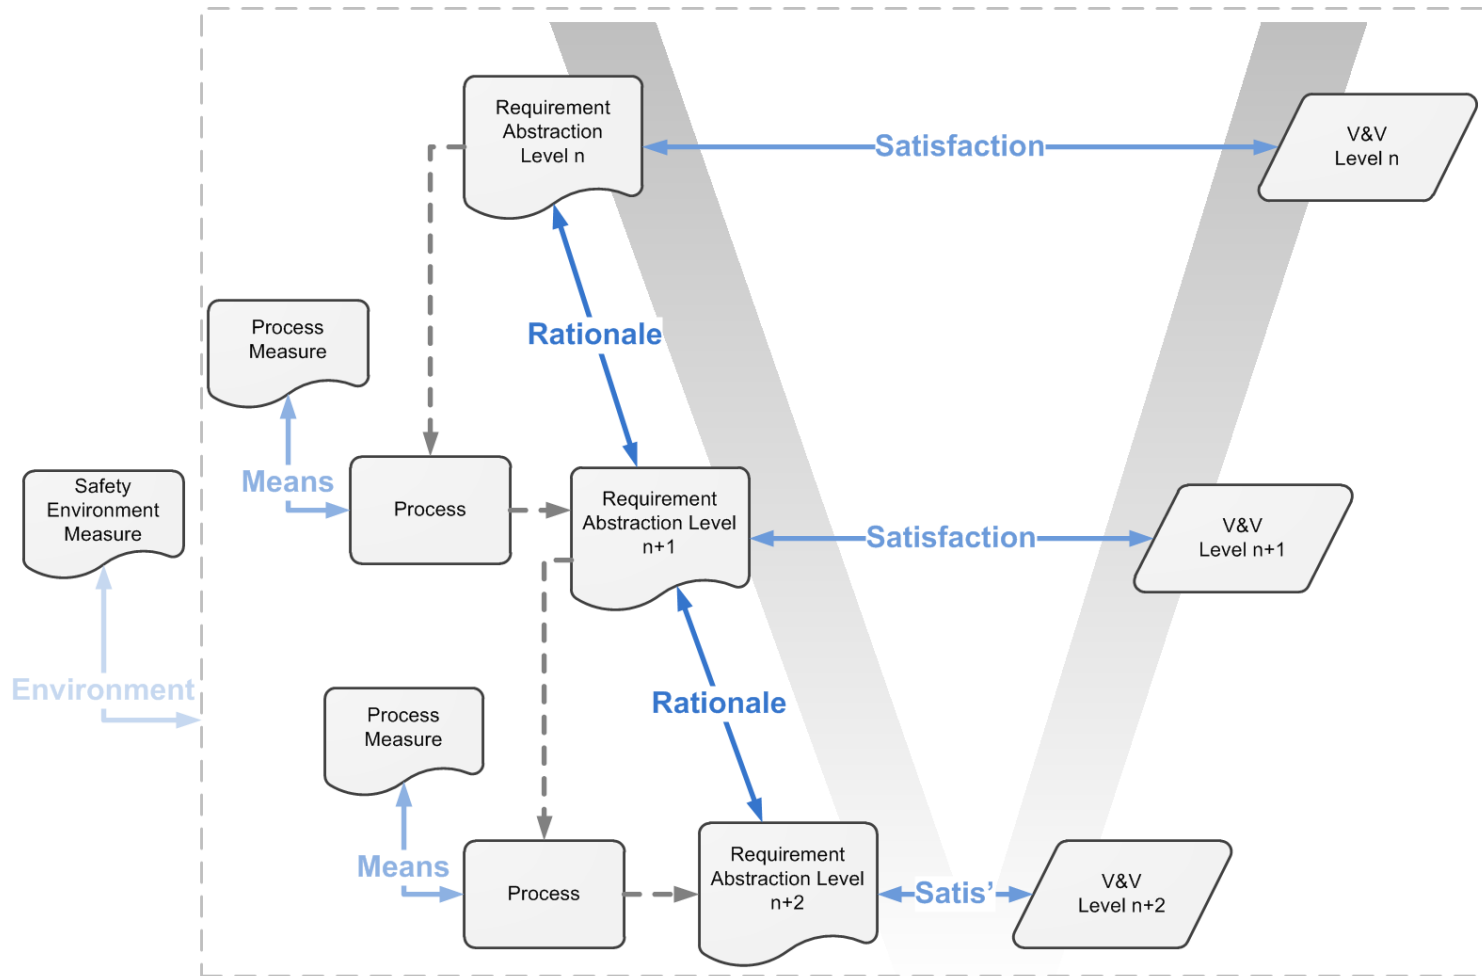 Requirement
Abstraction
Level n
Satisfaction
V&V
Level n
Process
Measure
Rationale
Safety
Environment
Measure
Means
Process
Requirement
Abstraction Level
n+1
Satisfaction
V&V
Level n+1
Environment
Process
Measure
Rationale
Means
Process
Requirement
Abstraction Level
n+2
Satis’
V&V
Level n+2